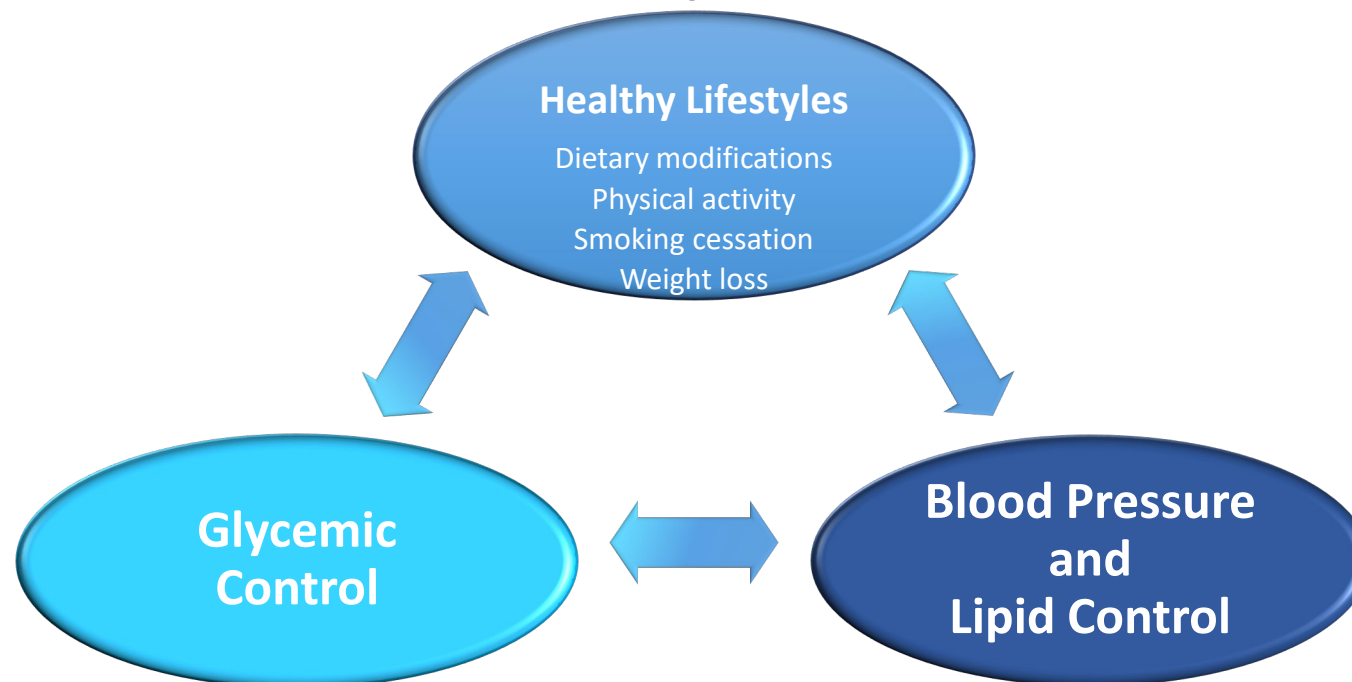 Healthy Lifestyles
Dietary modifications
Physical activity
Smoking cessation
Weight loss
Glycemic
Control
Blood Pressure
and
Lipid Control